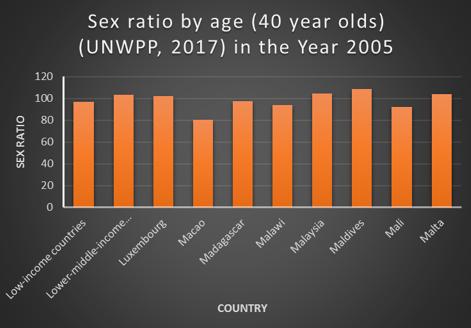 Sex ratio by age (40 year olds)
(UNWPP, 2017) in the Year 2005
120
100
80
60
40
20
0
SEX RATIO
Low-income countries
Lower-middle-income...
Luxembourg
Macao
Madagascar
Malawi
Malaysia
Maldives
Mali
Malta
COUNTRY